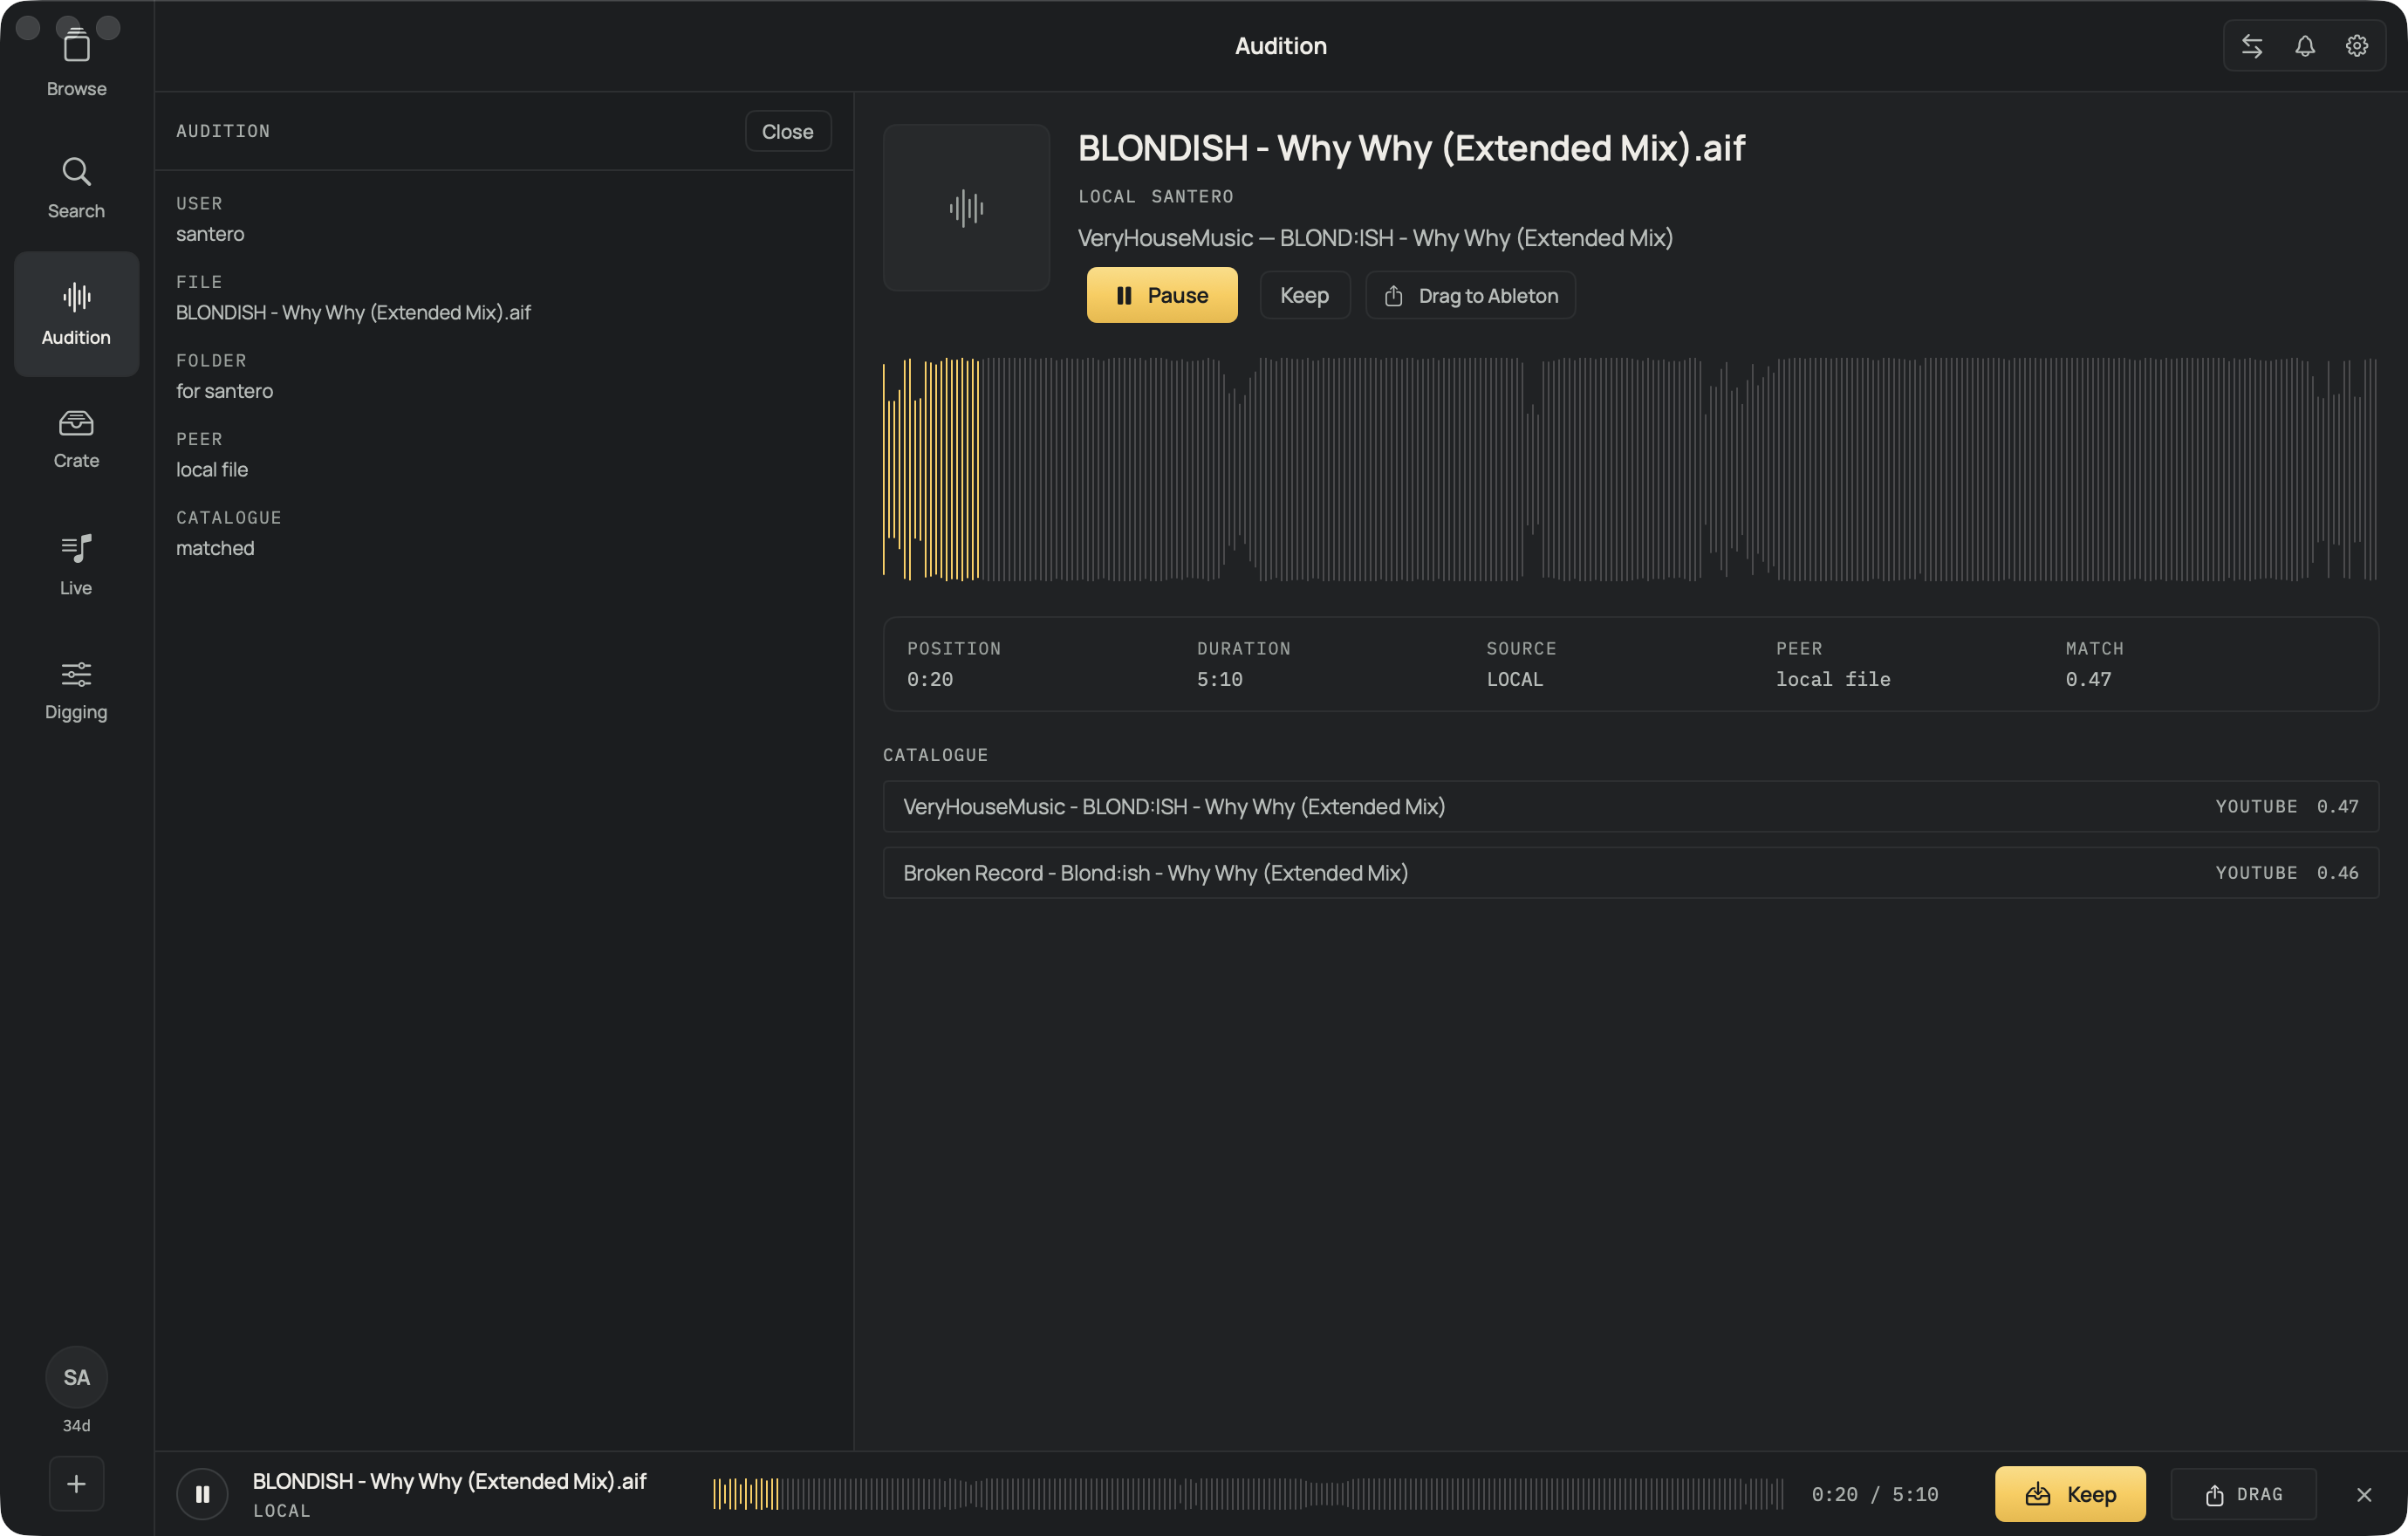 Audition
Browse
Search
Audition
Crate
Live
Digging
SA
34d
AUDITION
Close
USER
santero
FILE
BLONDISH - Why Why (Extended Mix).aif
FOLDER
for santero
PEER
local file
CATALOGUE
matched
BLONDISH - Why Why (Extended Mix).aif
LOCAL SANTERO
VeryHouseMusic — BLOND:ISH - Why Why (Extended Mix)
Pause Keep Drag to Ableton
POSITION DURATION SOURCE PEER MATCH
0:20 5:10 LOCAL local file 0.47
CATALOGUE
VeryHouseMusic - BLOND:ISH - Why Why (Extended Mix) YOUTUBE 0.47
Broken Record - Blond:ish - Why Why (Extended Mix) YOUTUBE 0.46
BLONDISH - Why Why (Extended Mix).aif
LOCAL
0:20 / 5:10 Keep DRAG